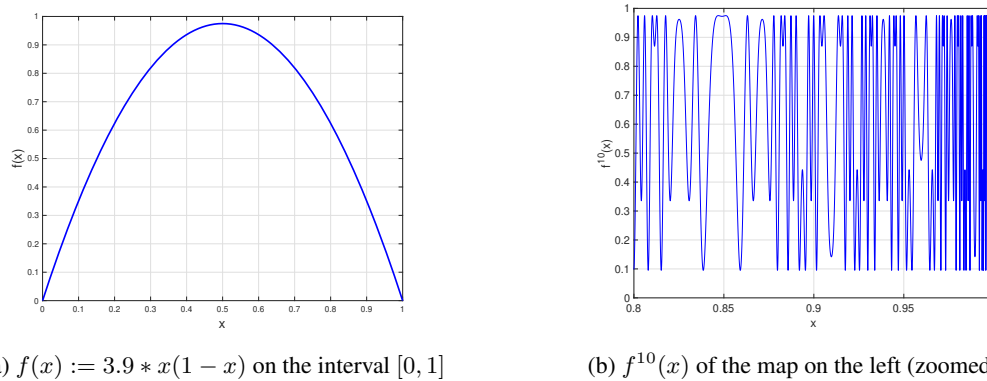 1
0.9
0.8
0.7
0.6
0.5
0.4
0.3
0.2
0.1
0
f(x)
0 0.1 0.2 0.3 0.4 0.5 0.6 0.7 0.8 0.9 1
x
1
0.9
0.8
0.7
0.6
0.5
0.4
0.3
0.2
0.1
0
f^10(x)
0.8 0.85 0.9 0.95
x
) f(x) := 3.9 * x(1 − x) on the interval [0, 1]
(b) f^10(x) of the map on the left (zoomed